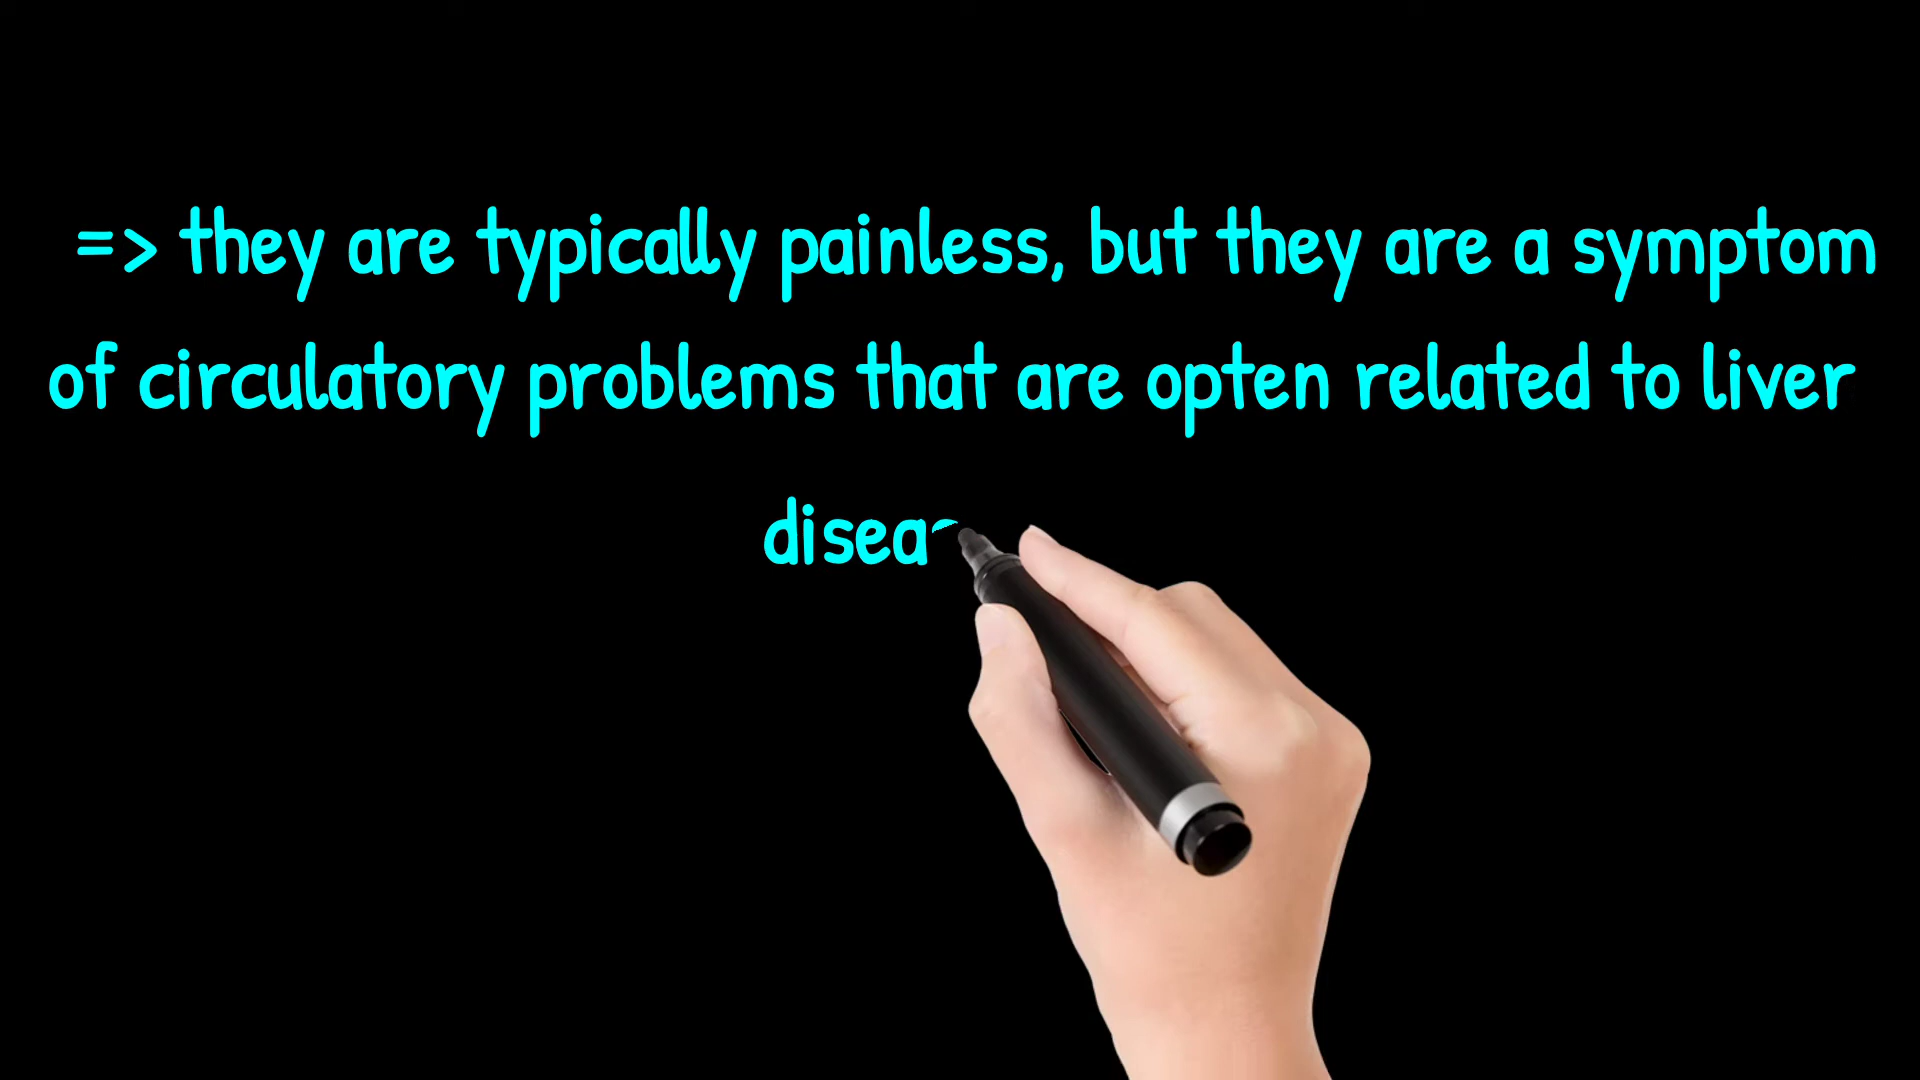 => they are typically painless, but they are a symptom
of circulatory problems that are opten related to liver
disea